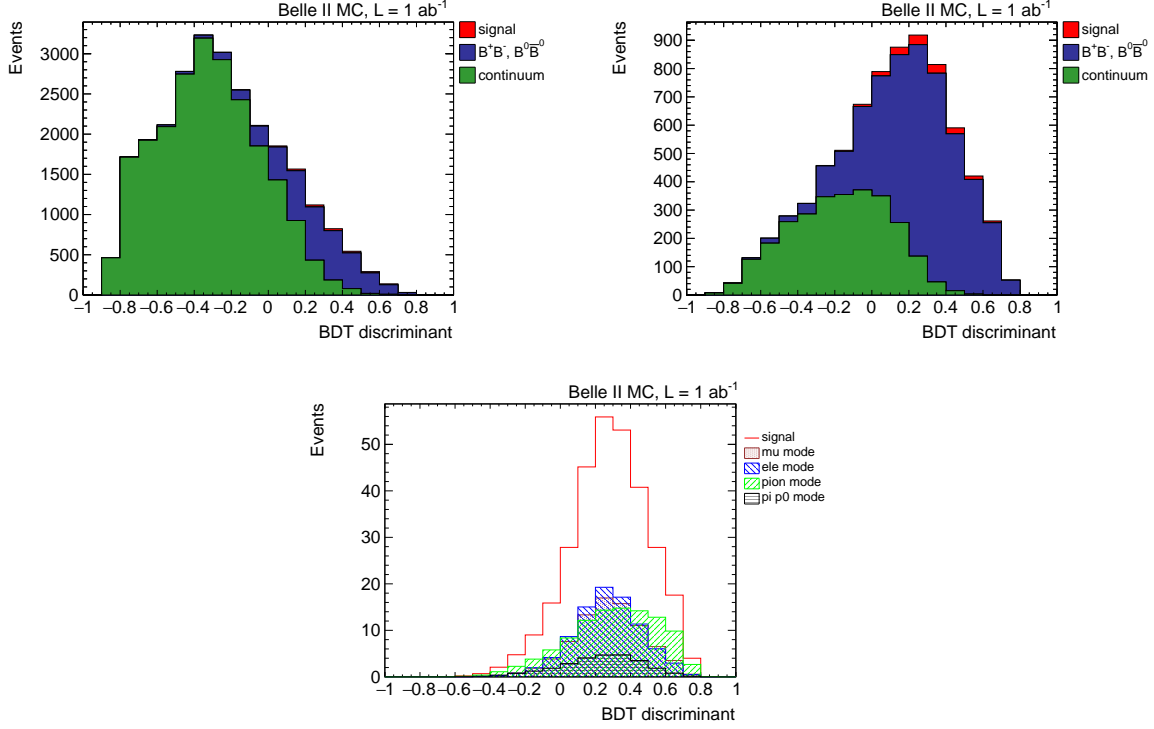 Belle II MC, L = 1 ab⁻¹
Events
3000
2500
2000
1500
1000
500
0
−1 −0.8 −0.6 −0.4 −0.2 0 0.2 0.4 0.6 0.8 1
BDT discriminant
signal
B⁺B⁻, B⁰B̅⁰
continuum
Belle II MC, L = 1 ab⁻¹
Events
900
800
700
600
500
400
300
200
100
0
−1 −0.8 −0.6 −0.4 −0.2 0 0.2 0.4 0.6 0.8 1
BDT discriminant
signal
B⁺B⁻, B⁰B̅⁰
continuum
Belle II MC, L = 1 ab⁻¹
Events
50
40
30
20
10
0
−1 −0.8 −0.6 −0.4 −0.2 0 0.2 0.4 0.6 0.8 1
BDT discriminant
signal
mu mode
ele mode
pion mode
pi p0 mode